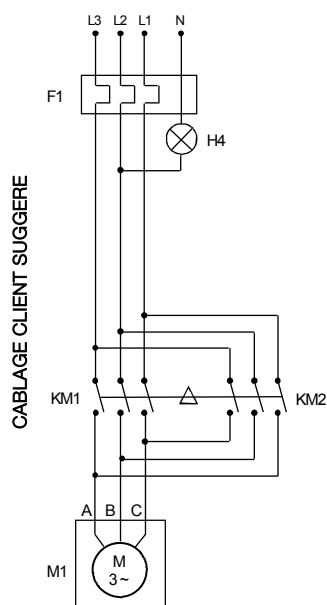 L3 L2 L1 N
F1
H4
CABLAGE CLIENT SUGGERE
KM1 KM2
A B C
M1
M
3~